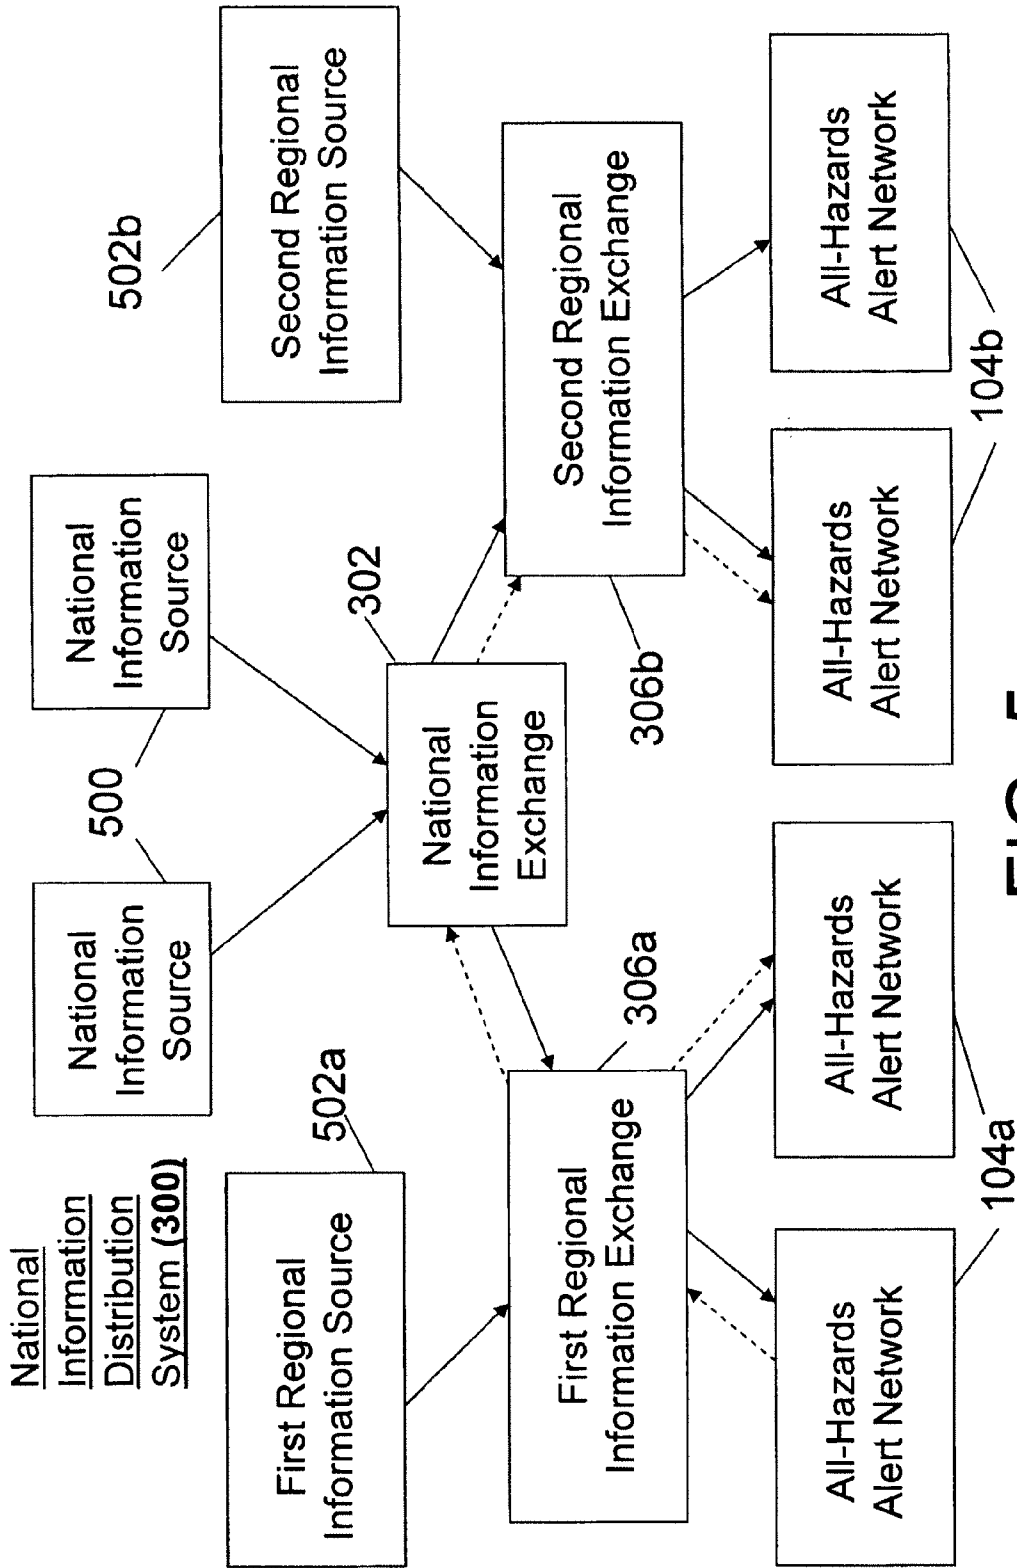 National
Information
Distribution
System (300)
National
Information
Source
500
National
Information
Source
First Regional
Information Source
502a
Second Regional
Information Source
502b
National
Information
Exchange
302
First Regional
Information Exchange
306a
Second Regional
Information Exchange
306b
All-Hazards
Alert Network
All-Hazards
Alert Network
104a
All-Hazards
Alert Network
All-Hazards
Alert Network
104b